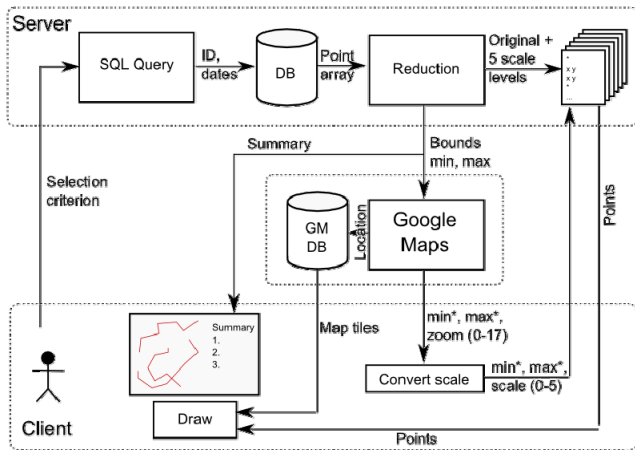 Server
SQL Query
ID,
dates
DB
Point
array
Reduction
Original +
5 scale
levels
*
x y
x y
*
...
Summary
Bounds
min, max
Selection
criterion
GM
DB
Location
Google
Maps
Points
Map tiles
min*, max*,
zoom (0-17)
Summary
1.
2.
3.
Convert scale
min*, max*,
scale (0-5)
Draw
Client
Points